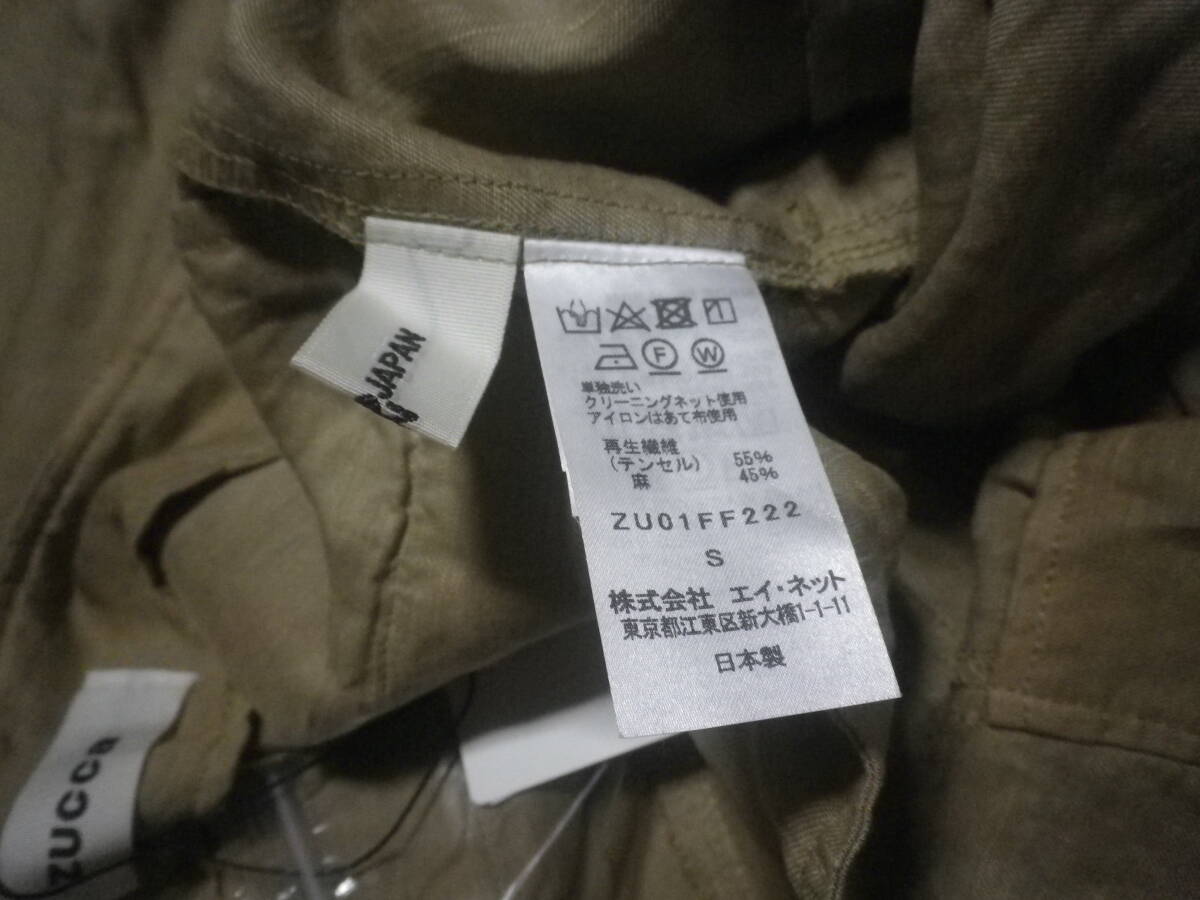 JAPAN
F
W
単独洗い
クリーニングネット使用
アイロンはあて布使用
再生繊維
(テンセル) 55%
麻 45%
ZU01FF222
S
株式会社 エイ・ネット
東京都江東区新大橋1-1-11
日本製
zucca